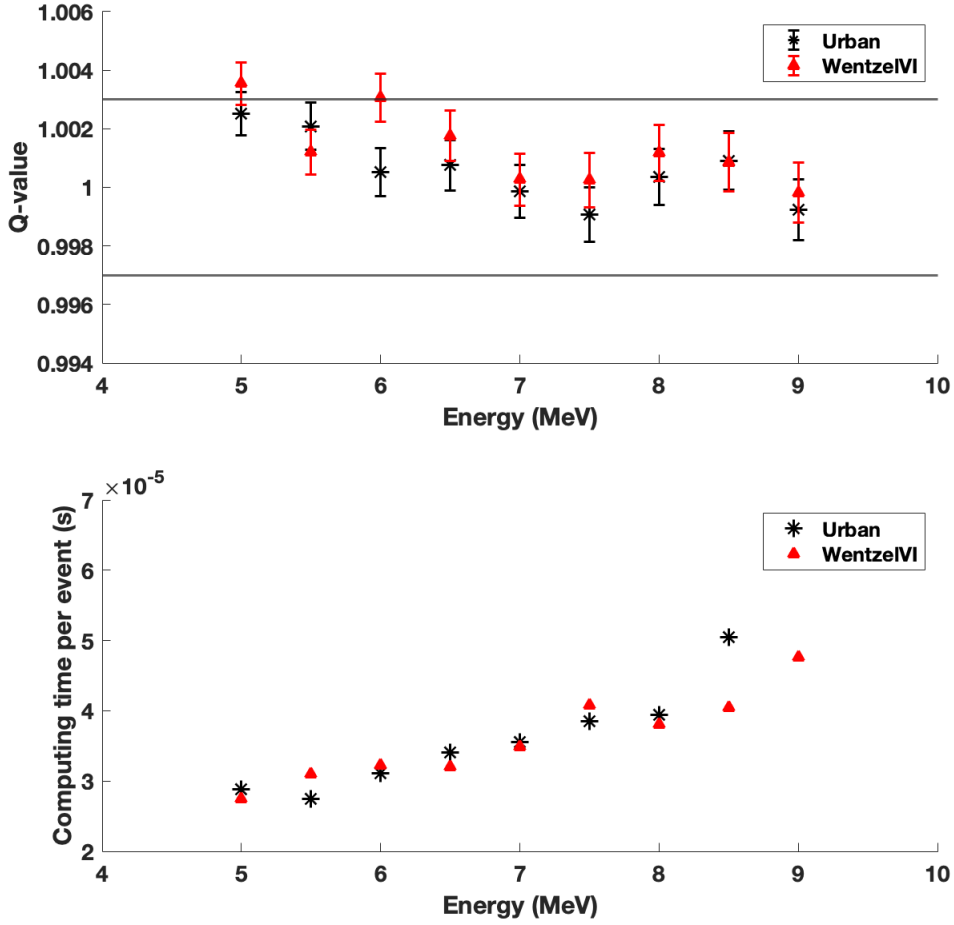 1.006
1.004
1.002
1
0.998
0.996
0.994
Q-value
Urban
WentzelVI
4 5 6 7 8 9 10
Energy (MeV)
×10-5
7
6
5
4
3
2
Computing time per event (s)
Urban
WentzelVI
4 5 6 7 8 9 10
Energy (MeV)